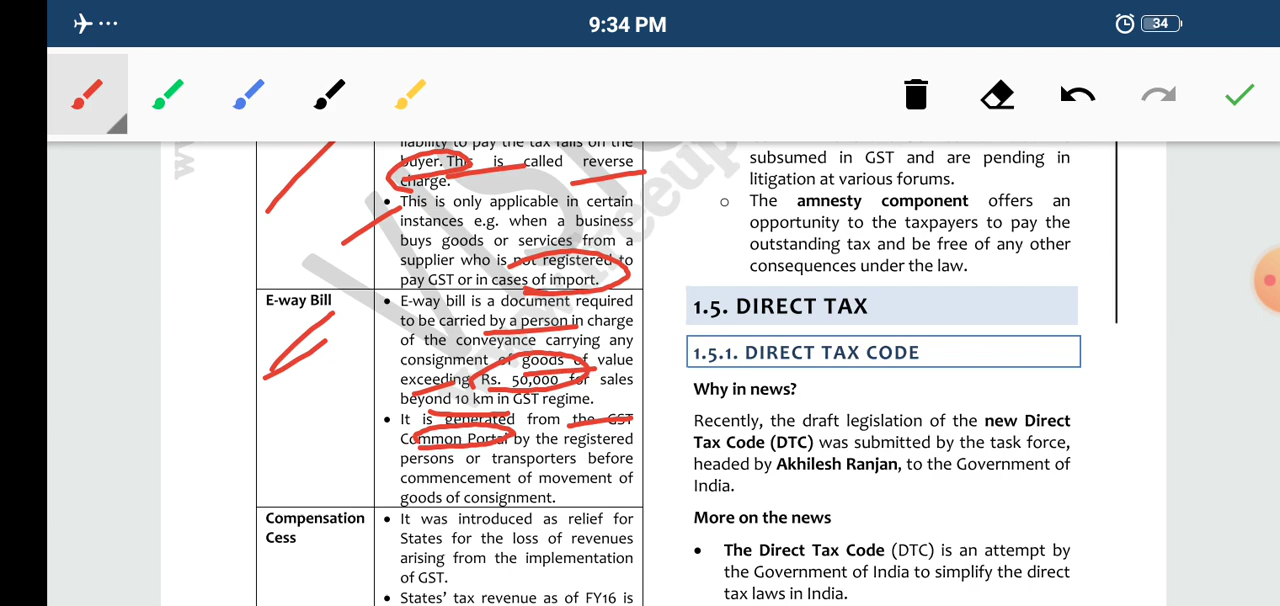 9:34 PM
34
liability to pay the tax falls on the
buyer. This is called reverse
charge.
• This is only applicable in certain
instances e.g. when a business
buys goods or services from a
supplier who is not registered to
pay GST or in cases of import.
E-way Bill
• E-way bill is a document required
to be carried by a person in charge
of the conveyance carrying any
consignment of goods of value
exceeding Rs. 50,000 for sales
beyond 10 km in GST regime.
• It is generated from the GST
Common Portal by the registered
persons or transporters before
commencement of movement of
goods of consignment.
Compensation
Cess
• It was introduced as relief for
States for the loss of revenues
arising from the implementation
of GST.
• States' tax revenue as of FY16 is
subsumed in GST and are pending in
litigation at various forums.
o The amnesty component offers an
opportunity to the taxpayers to pay the
outstanding tax and be free of any other
consequences under the law.
1.5. DIRECT TAX
1.5.1. DIRECT TAX CODE
Why in news?
Recently, the draft legislation of the new Direct
Tax Code (DTC) was submitted by the task force,
headed by Akhilesh Ranjan, to the Government of
India.
More on the news
• The Direct Tax Code (DTC) is an attempt by
the Government of India to simplify the direct
tax laws in India.